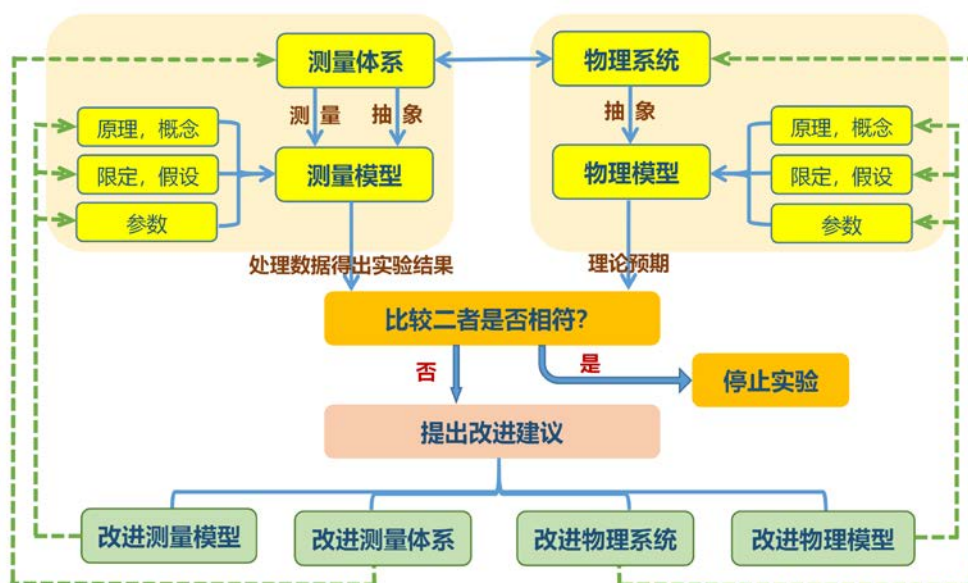 测量体系
物理系统
测 量
抽 象
抽 象
原理，概念
限定，假设
参数
测量模型
物理模型
原理，概念
限定，假设
参数
处理数据得出实验结果
理论预期
比较二者是否相符？
否
是
停止实验
提出改进建议
改进测量模型
改进测量体系
改进物理系统
改进物理模型